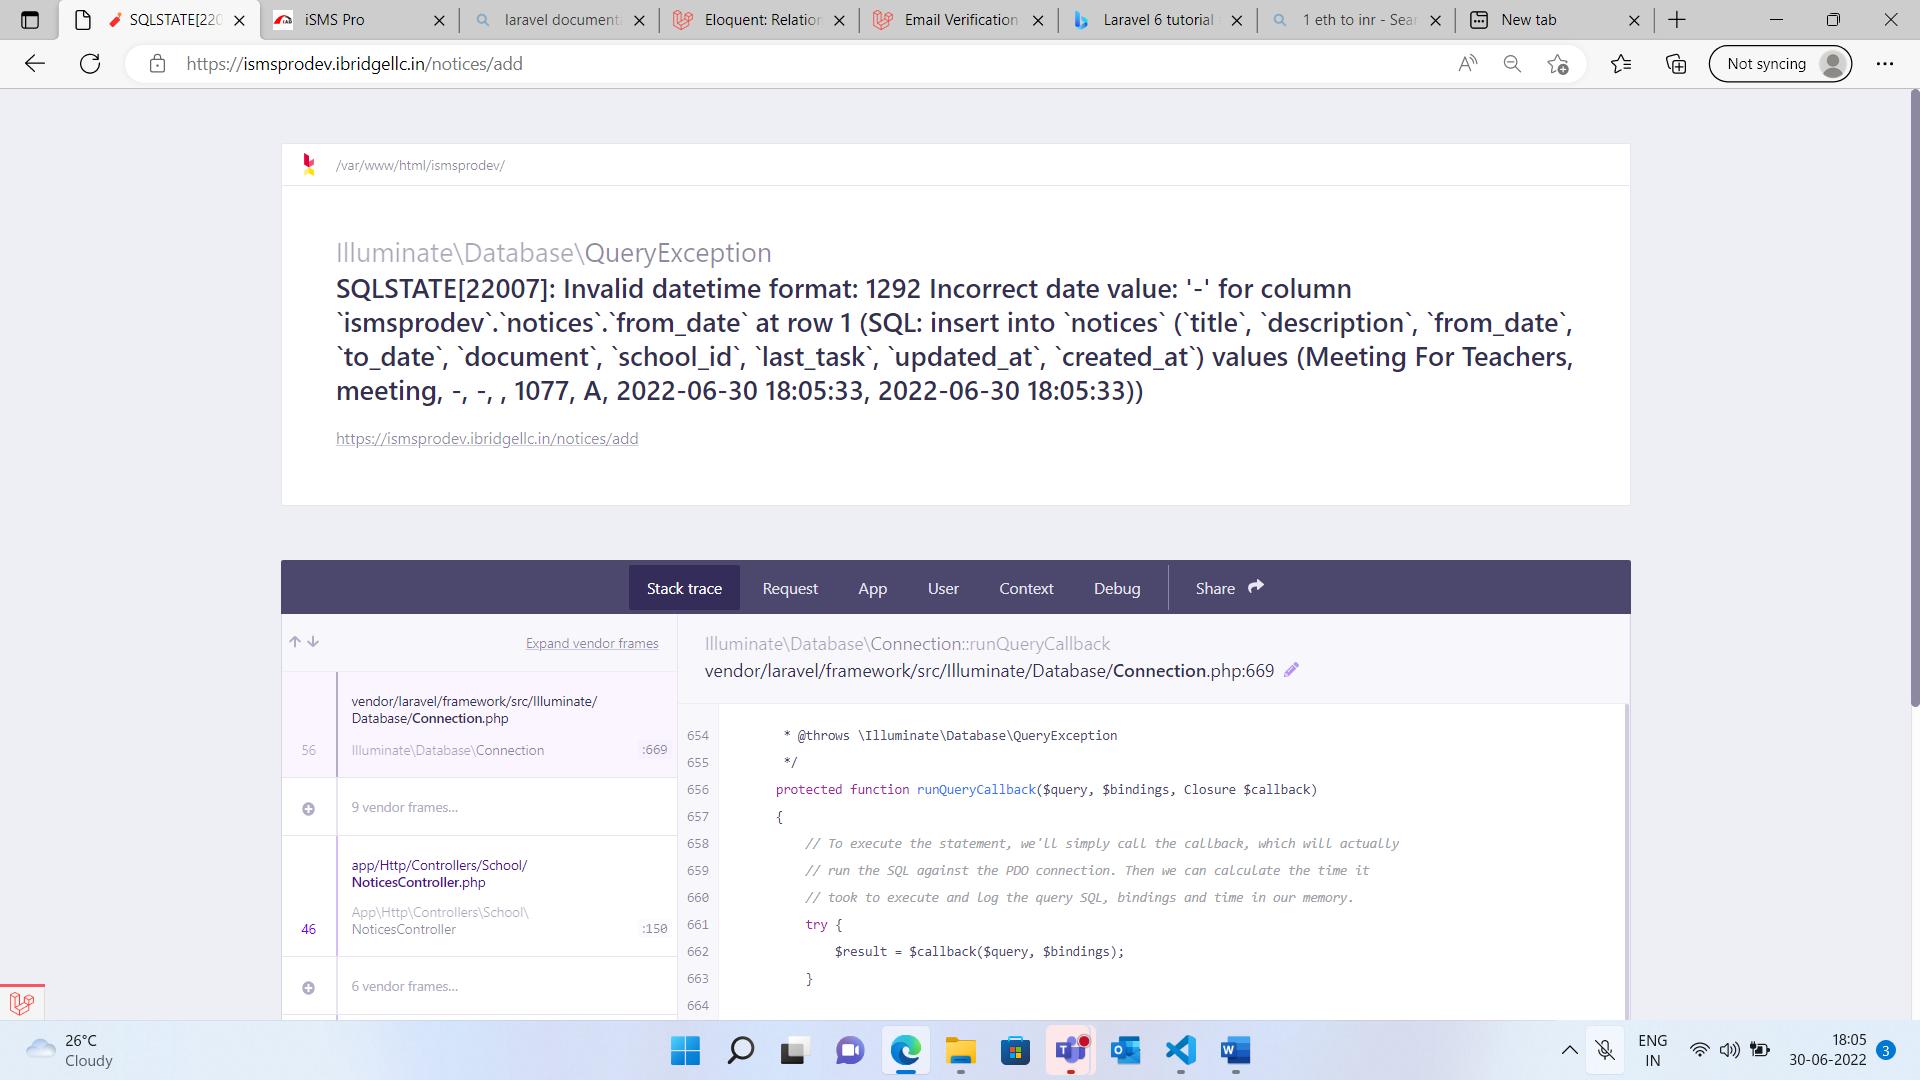 SQLSTATE[220
iSMS Pro
laravel documenta
Eloquent: Relation
Email Verification
Laravel 6 tutorial
1 eth to inr - Sear
New tab
https://ismsprodev.ibridgellc.in/notices/add
Not syncing
/var/www/html/ismsprodev/
Illuminate\Database\QueryException
SQLSTATE[22007]: Invalid datetime format: 1292 Incorrect date value: '-' for column
`ismsprodev`.`notices`.`from_date` at row 1 (SQL: insert into `notices` (`title`, `description`, `from_date`,
`to_date`, `document`, `school_id`, `last_task`, `updated_at`, `created_at`) values (Meeting For Teachers,
meeting, -, -, , 1077, A, 2022-06-30 18:05:33, 2022-06-30 18:05:33))
https://ismsprodev.ibridgellc.in/notices/add
Stack trace
Request
App
User
Context
Debug
Share
Expand vendor frames
Illuminate\Database\Connection::runQueryCallback
vendor/laravel/framework/src/Illuminate/Database/Connection.php:669
vendor/laravel/framework/src/Illuminate/
Database/Connection.php
56 Illuminate\Database\Connection :669
9 vendor frames…
app/Http/Controllers/School/
NoticesController.php
App\Http\Controllers\School\
46 NoticesController :150
6 vendor frames…
654 * @throws \Illuminate\Database\QueryException
655 */
656 protected function runQueryCallback($query, $bindings, Closure $callback)
657 {
658 // To execute the statement, we'll simply call the callback, which will actually
659 // run the SQL against the PDO connection. Then we can calculate the time it
660 // took to execute and log the query SQL, bindings and time in our memory.
661 try {
662 $result = $callback($query, $bindings);
663 }
664
26°C
Cloudy
ENG
IN
18:05
30-06-2022
3